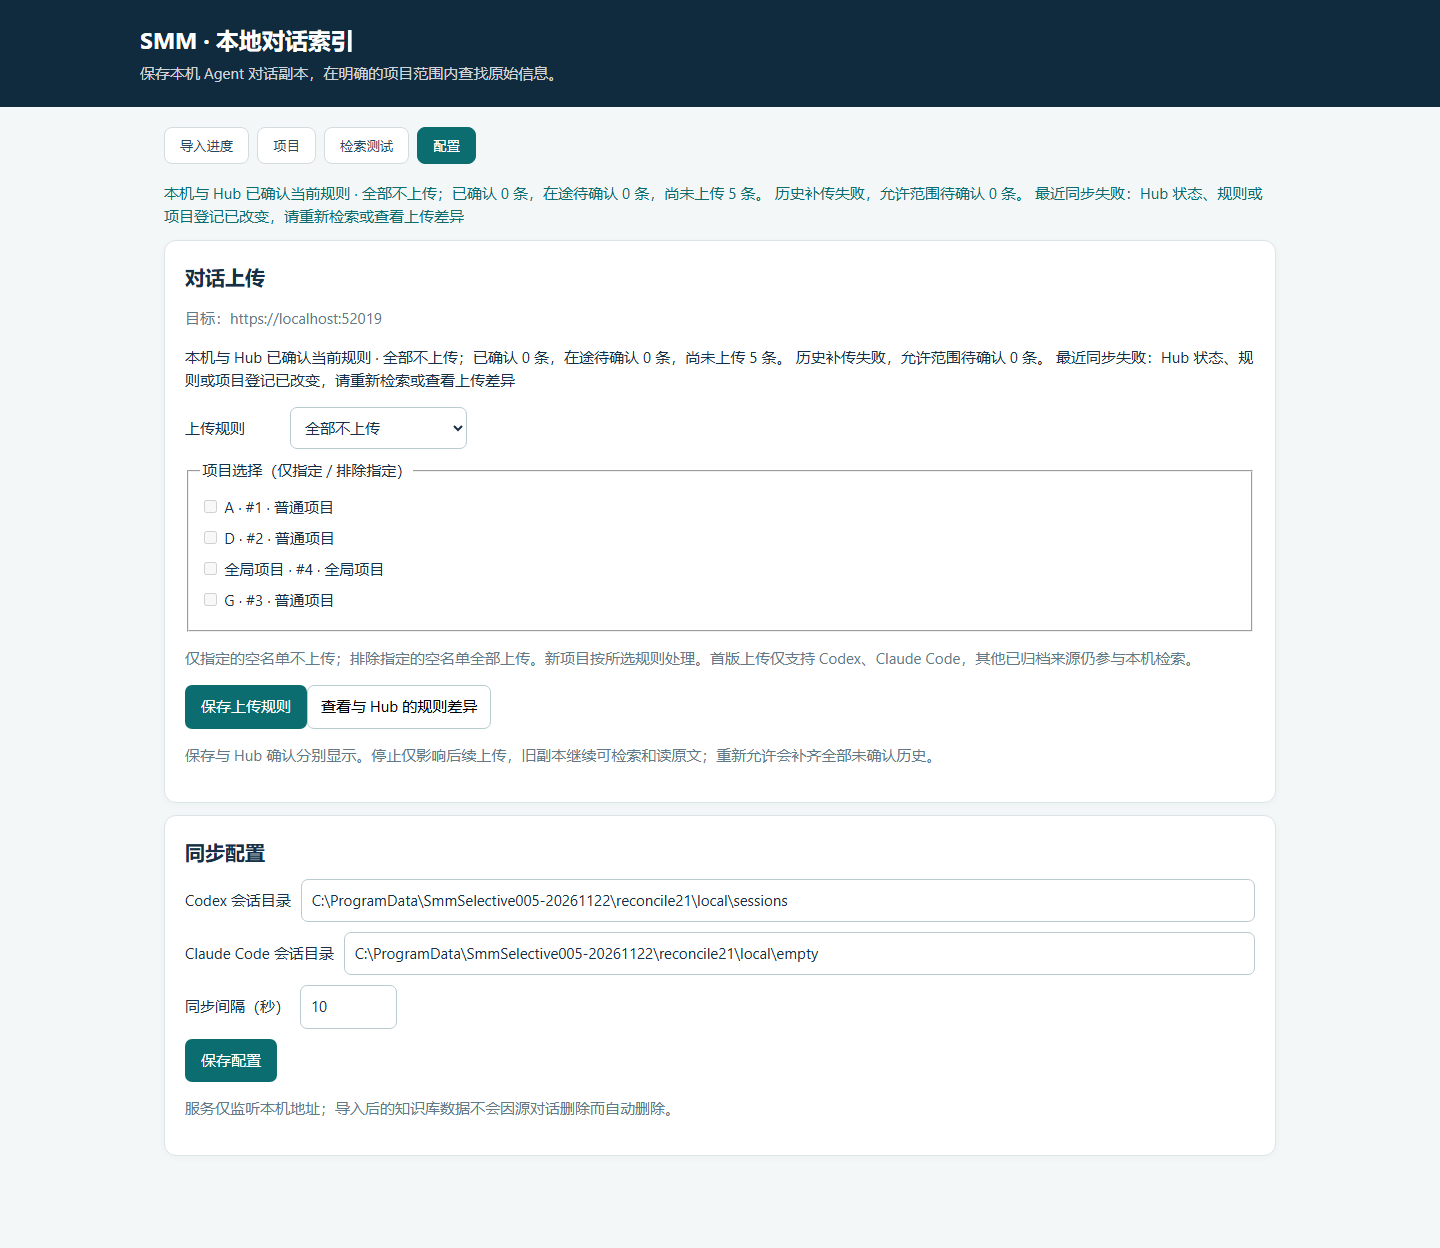 SMM · 本地对话索引
保存本机 Agent 对话副本，在明确的项目范围内查找原始信息。
导入进度
项目
检索测试
配置
本机与 Hub 已确认当前规则 · 全部不上传；已确认 0 条，在途待确认 0 条，尚未上传 5 条。 历史补传失败，允许范围待确认 0 条。 最近同步失败：Hub 状态、规则或
项目登记已改变，请重新检索或查看上传差异
对话上传
目标：https://localhost:52019
本机与 Hub 已确认当前规则 · 全部不上传；已确认 0 条，在途待确认 0 条，尚未上传 5 条。 历史补传失败，允许范围待确认 0 条。 最近同步失败：Hub 状态、规
则或项目登记已改变，请重新检索或查看上传差异
上传规则
全部不上传
项目选择（仅指定 / 排除指定）
A · #1 · 普通项目
D · #2 · 普通项目
全局项目 · #4 · 全局项目
G · #3 · 普通项目
仅指定的空名单不上传；排除指定的空名单全部上传。新项目按所选规则处理。首版上传仅支持 Codex、Claude Code，其他已归档来源仍参与本机检索。
保存上传规则
查看与 Hub 的规则差异
保存与 Hub 确认分别显示。停止仅影响后续上传，旧副本继续可检索和读原文；重新允许会补齐全部未确认历史。
同步配置
Codex 会话目录
C:\ProgramData\SmmSelective005-20261122\reconcile21\local\sessions
Claude Code 会话目录
C:\ProgramData\SmmSelective005-20261122\reconcile21\local\empty
同步间隔（秒）
10
保存配置
服务仅监听本机地址；导入后的知识库数据不会因源对话删除而自动删除。